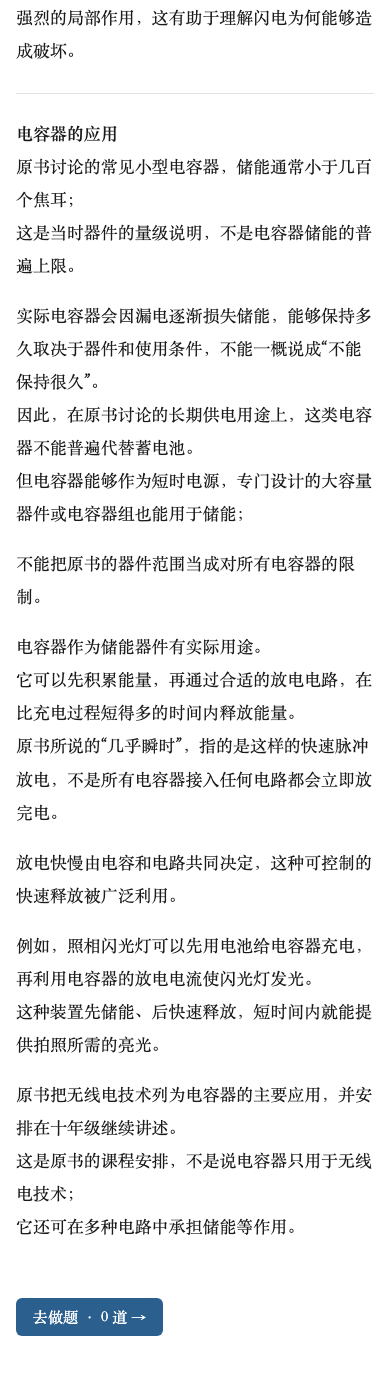 强烈的局部作用，这有助于理解闪电为何能够造
成破坏。
电容器的应用
原书讨论的常见小型电容器，储能通常小于几百
个焦耳；
这是当时器件的量级说明，不是电容器储能的普
遍上限。
实际电容器会因漏电逐渐损失储能，能够保持多
久取决于器件和使用条件，不能一概说成“不能
保持很久”。
因此，在原书讨论的长期供电用途上，这类电容
器不能普遍代替蓄电池。
但电容器能够作为短时电源，专门设计的大容量
器件或电容器组也能用于储能；
不能把原书的器件范围当成对所有电容器的限
制。
电容器作为储能器件有实际用途。
它可以先积累能量，再通过合适的放电电路，在
比充电过程短得多的时间内释放能量。
原书所说的“几乎瞬时”，指的是这样的快速脉冲
放电，不是所有电容器接入任何电路都会立即放
完电。
放电快慢由电容和电路共同决定，这种可控制的
快速释放被广泛利用。
例如，照相闪光灯可以先用电池给电容器充电，
再利用电容器的放电电流使闪光灯发光。
这种装置先储能、后快速释放，短时间内就能提
供拍照所需的亮光。
原书把无线电技术列为电容器的主要应用，并安
排在十年级继续讲述。
这是原书的课程安排，不是说电容器只用于无线
电技术；
它还可在多种电路中承担储能等作用。
去做题 · 0 道 →